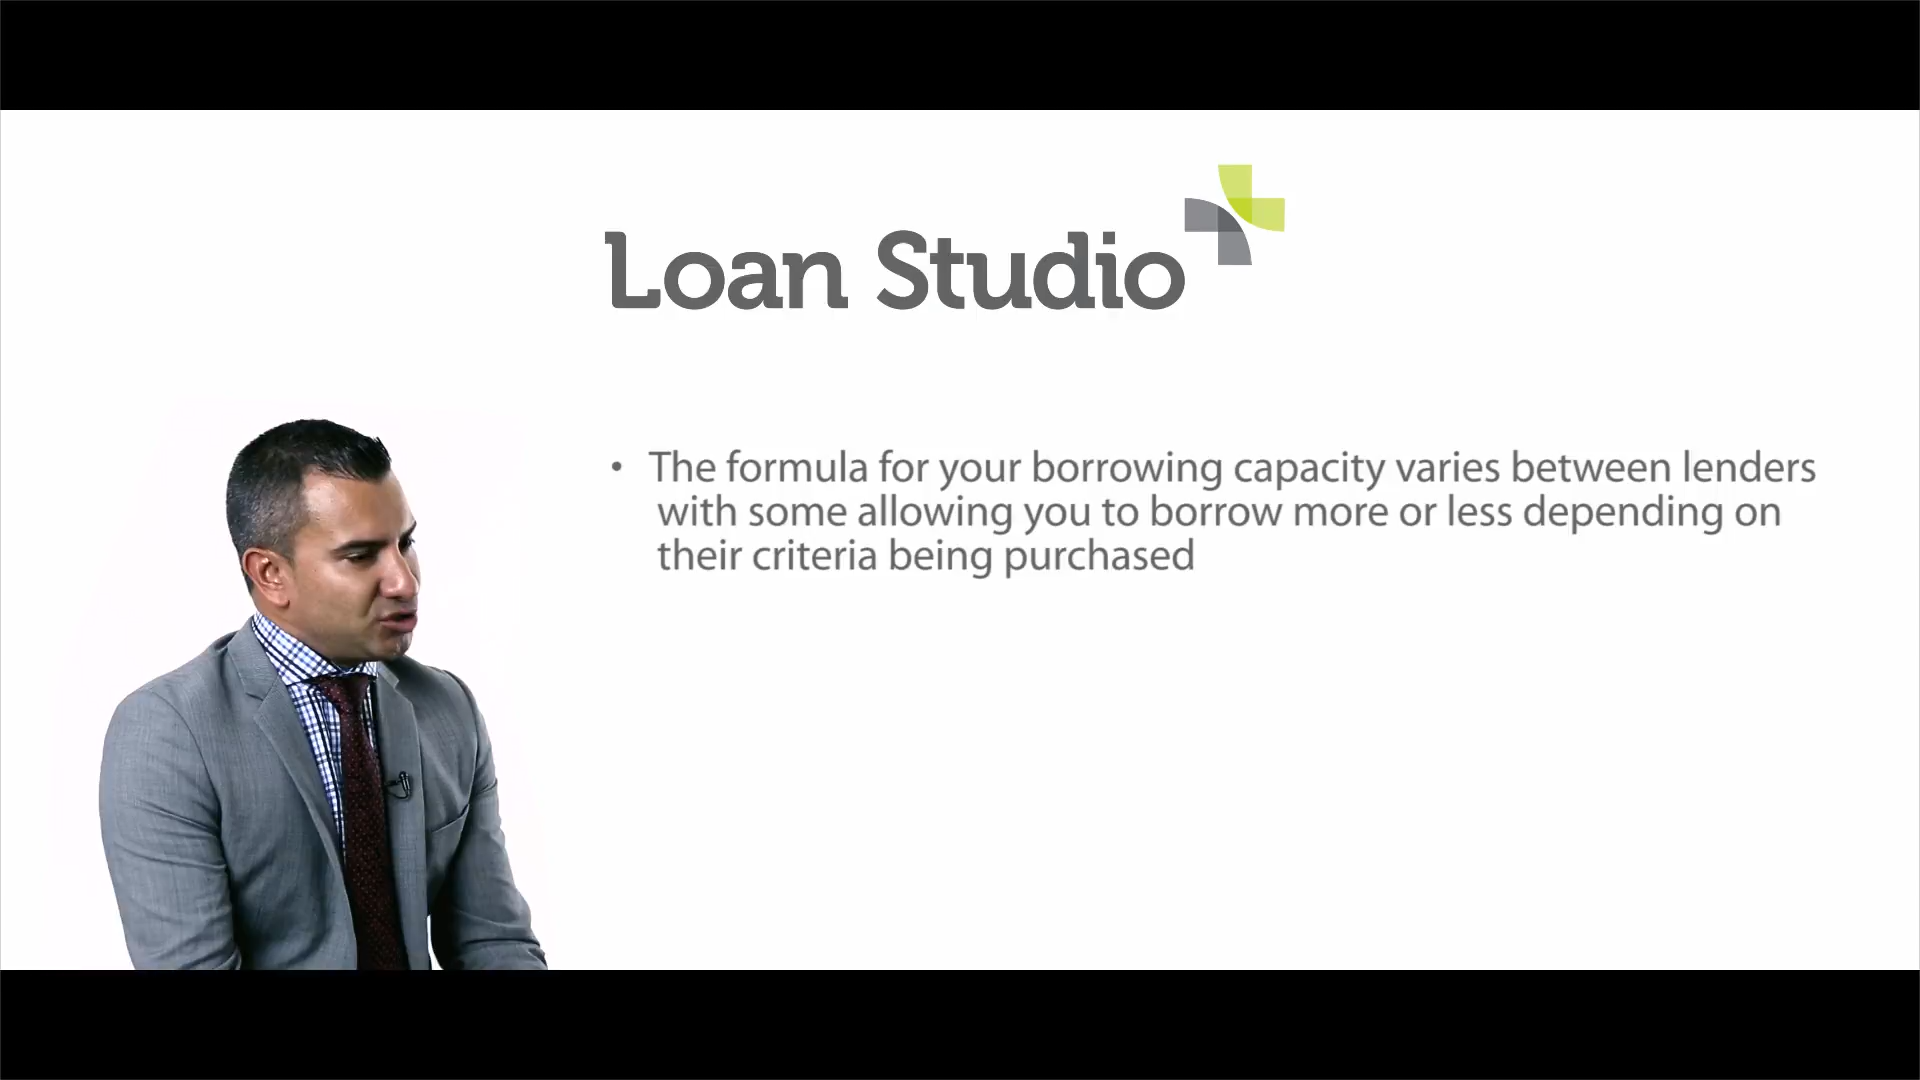 Loan Studio
• The formula for your borrowing capacity varies between lenders
with some allowing you to borrow more or less depending on
their criteria being purchased